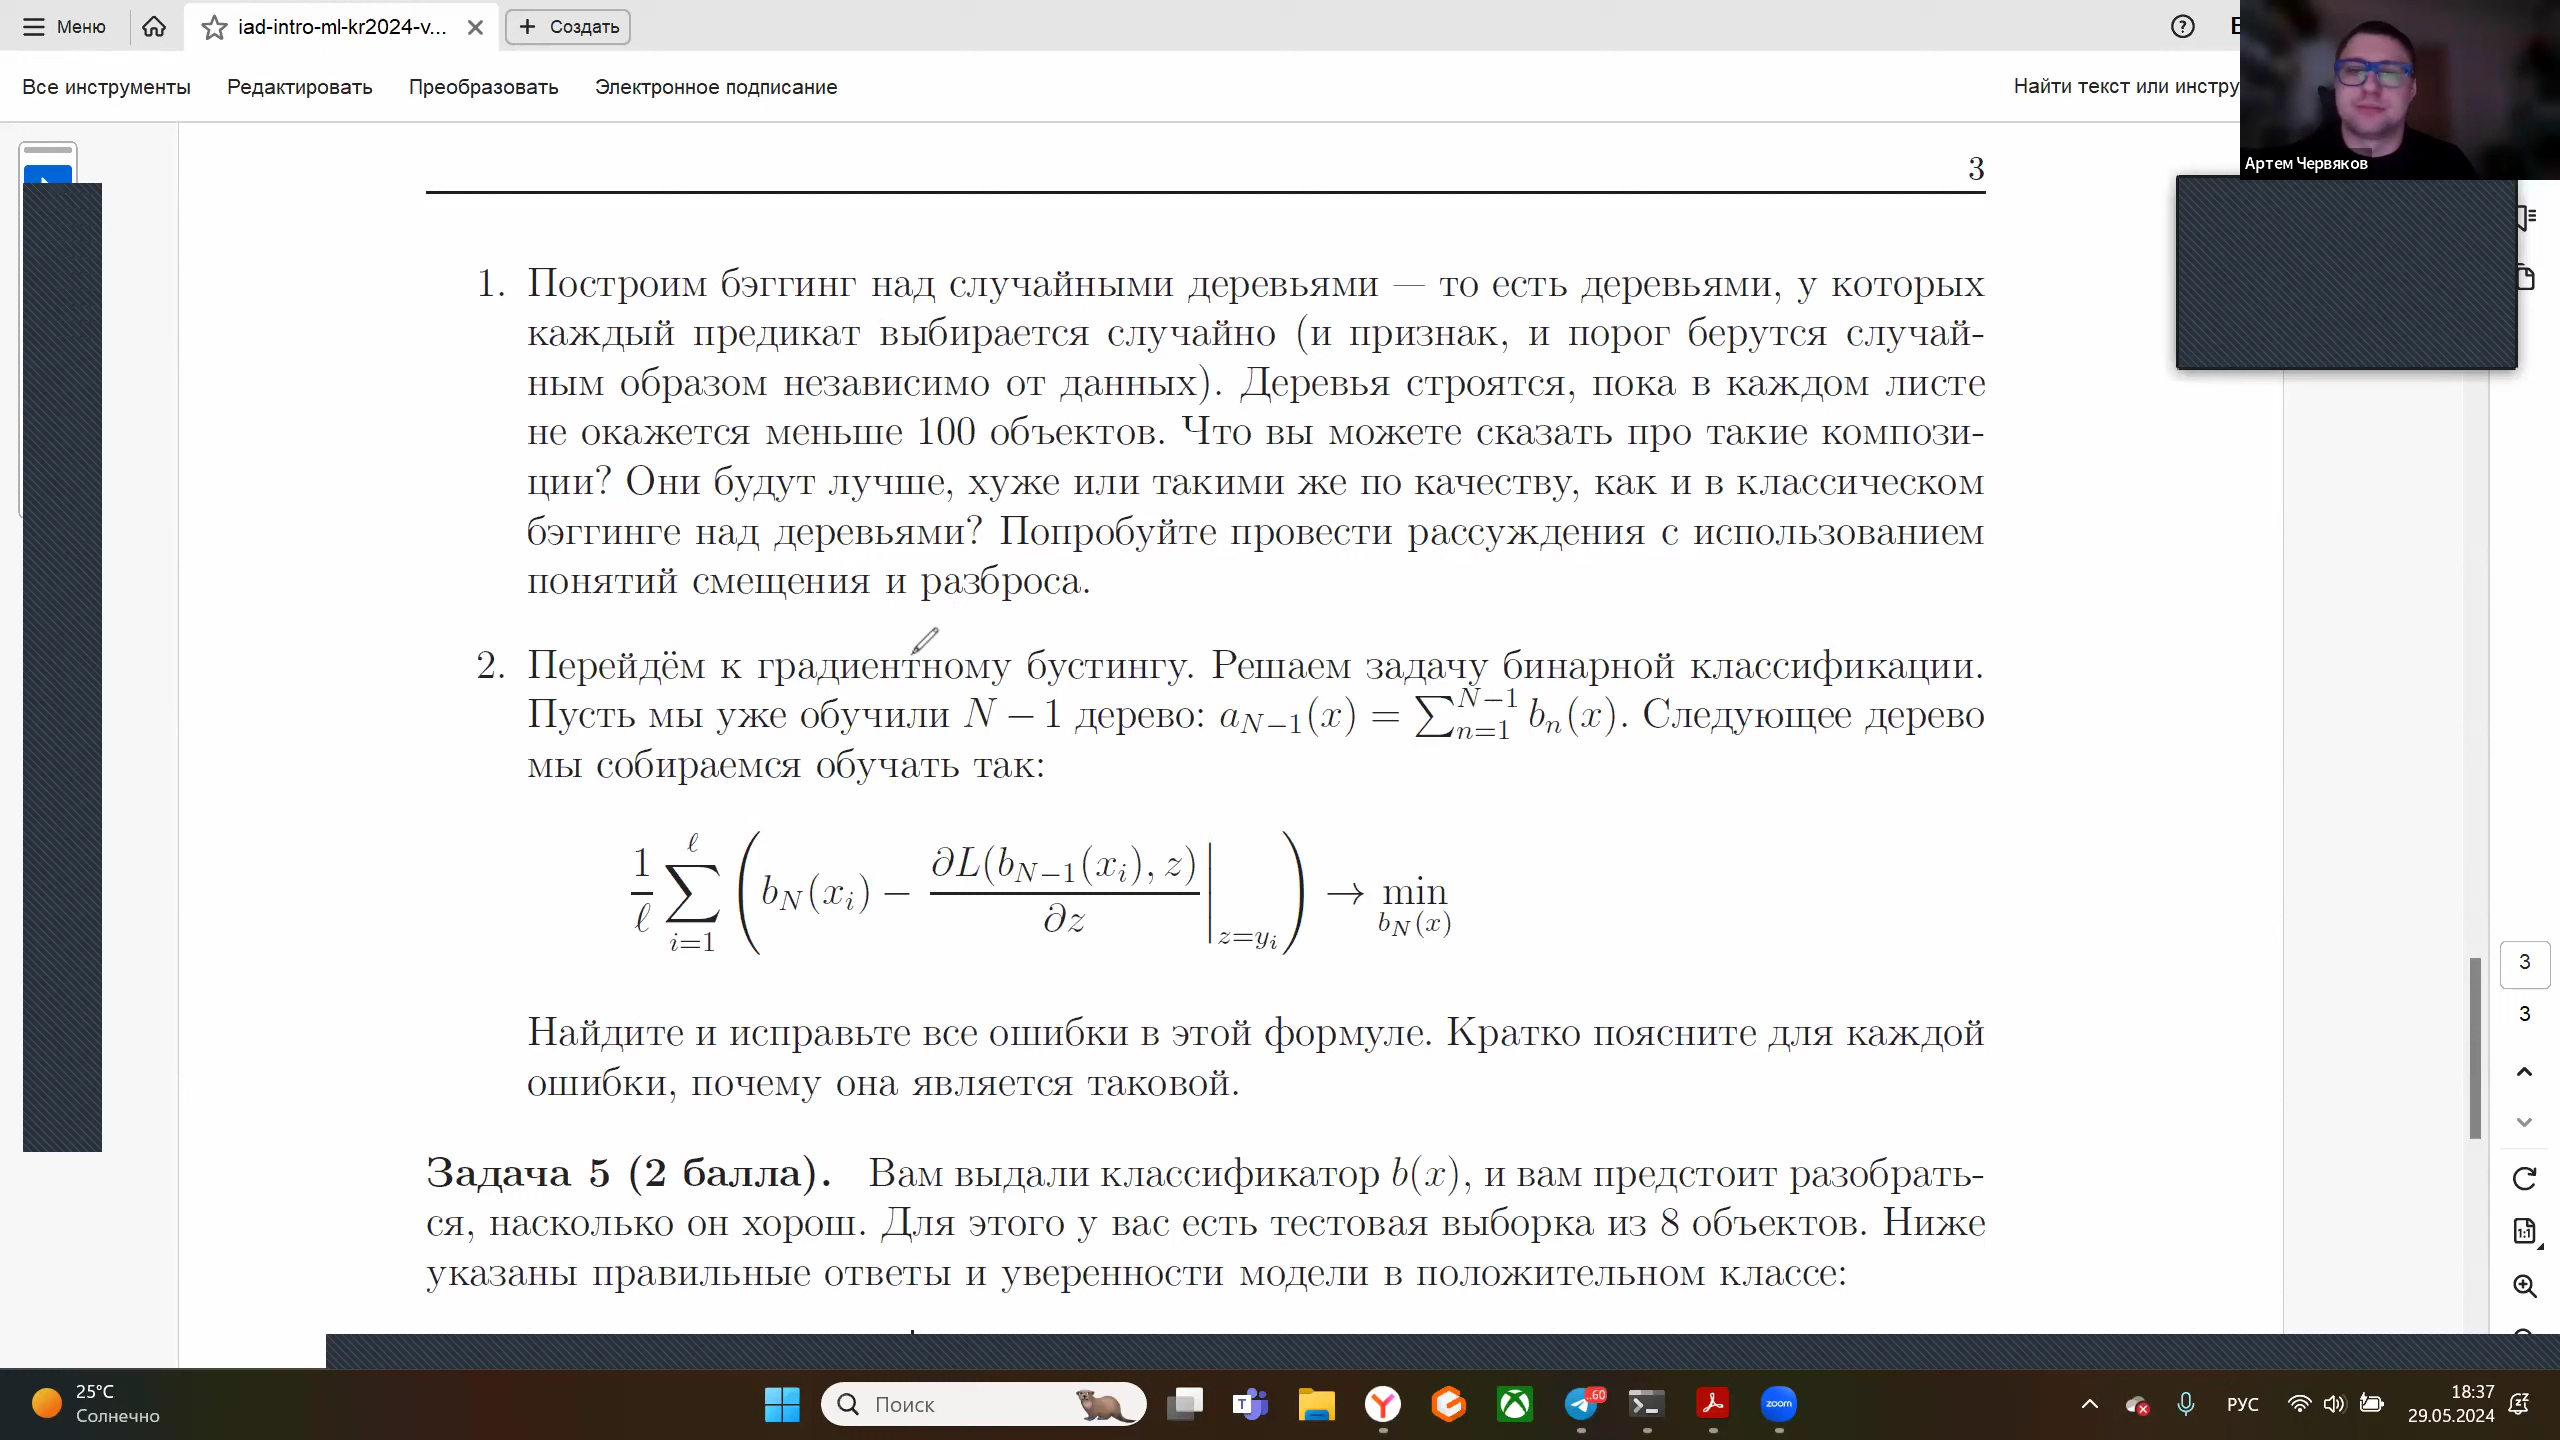 Меню
iad-intro-ml-kr2024-v...
Создать
Все инструменты
Редактировать
Преобразовать
Электронное подписание
Найти текст или инстру
Артем Червяков
3
1. Построим бэггинг над случайными деревьями — то есть деревьями, у которых
каждый предикат выбирается случайно (и признак, и порог берутся случай-
ным образом независимо от данных). Деревья строятся, пока в каждом листе
не окажется меньше 100 объектов. Что вы можете сказать про такие компози-
ции? Они будут лучше, хуже или такими же по качеству, как и в классическом
бэггинге над деревьями? Попробуйте провести рассуждения с использованием
понятий смещения и разброса.
2. Перейдём к градиентному бустингу. Решаем задачу бинарной классификации.
Пусть мы уже обучили N − 1 дерево: a_{N−1}(x) = ∑_{n=1}^{N−1} b_n(x). Следующее дерево
мы собираемся обучать так:
1/ℓ ∑_{i=1}^{ℓ} ( b_N(x_i) − ∂L(b_{N−1}(x_i), z)/∂z |_{z=y_i} ) → min_{b_N(x)}
Найдите и исправьте все ошибки в этой формуле. Кратко поясните для каждой
ошибки, почему она является таковой.
Задача 5 (2 балла). Вам выдали классификатор b(x), и вам предстоит разобрать-
ся, насколько он хорош. Для этого у вас есть тестовая выборка из 8 объектов. Ниже
указаны правильные ответы и уверенности модели в положительном классе:
3
3
1:1
25°C
Солнечно
Поиск
T
..60
zoom
РУС
18:37
29.05.2024